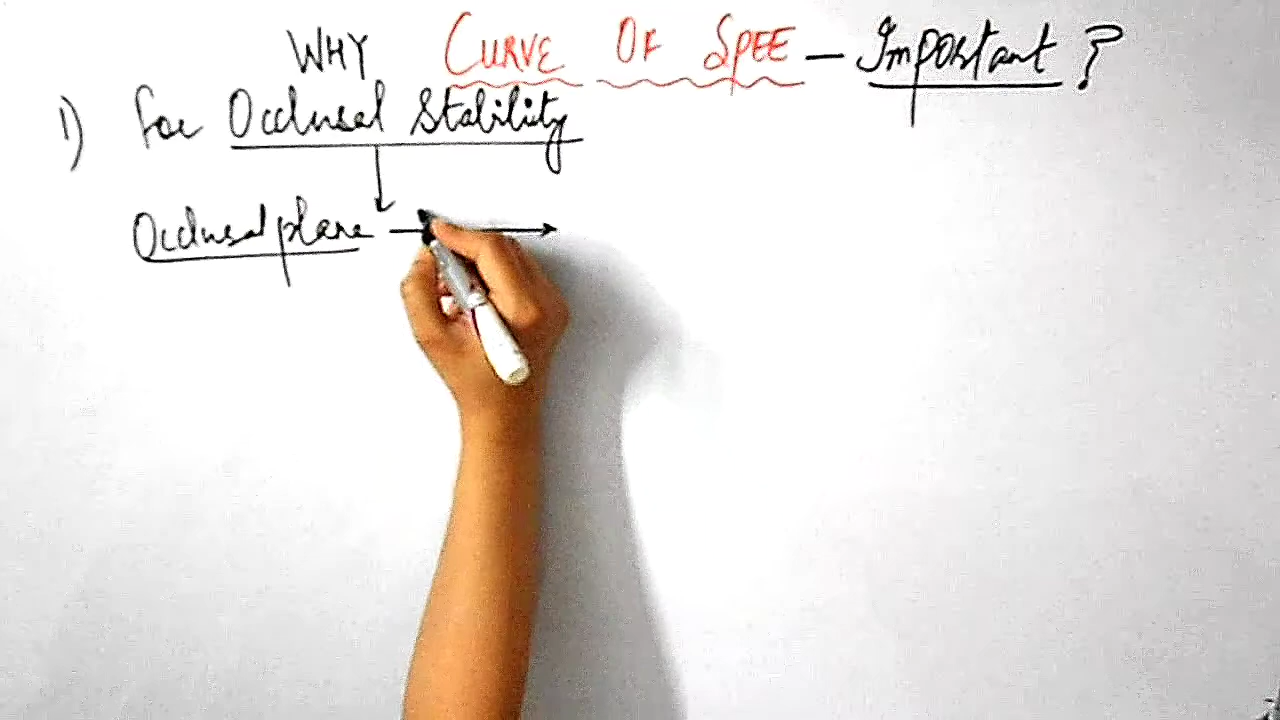 WHY CURVE OF SPEE - Important ?
1) For Occlusal Stability
Occlusal plane